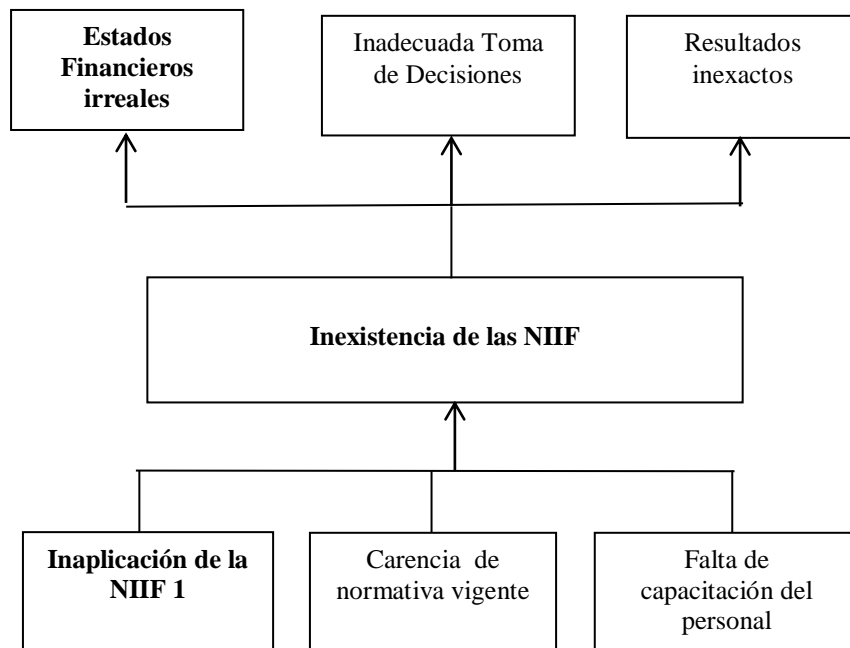 Estados
Financieros
irreales
Inadecuada Toma
de Decisiones
Resultados
inexactos
Inexistencia de las NIIF
Inaplicación de la
NIIF 1
Carencia de
normativa vigente
Falta de
capacitación del
personal